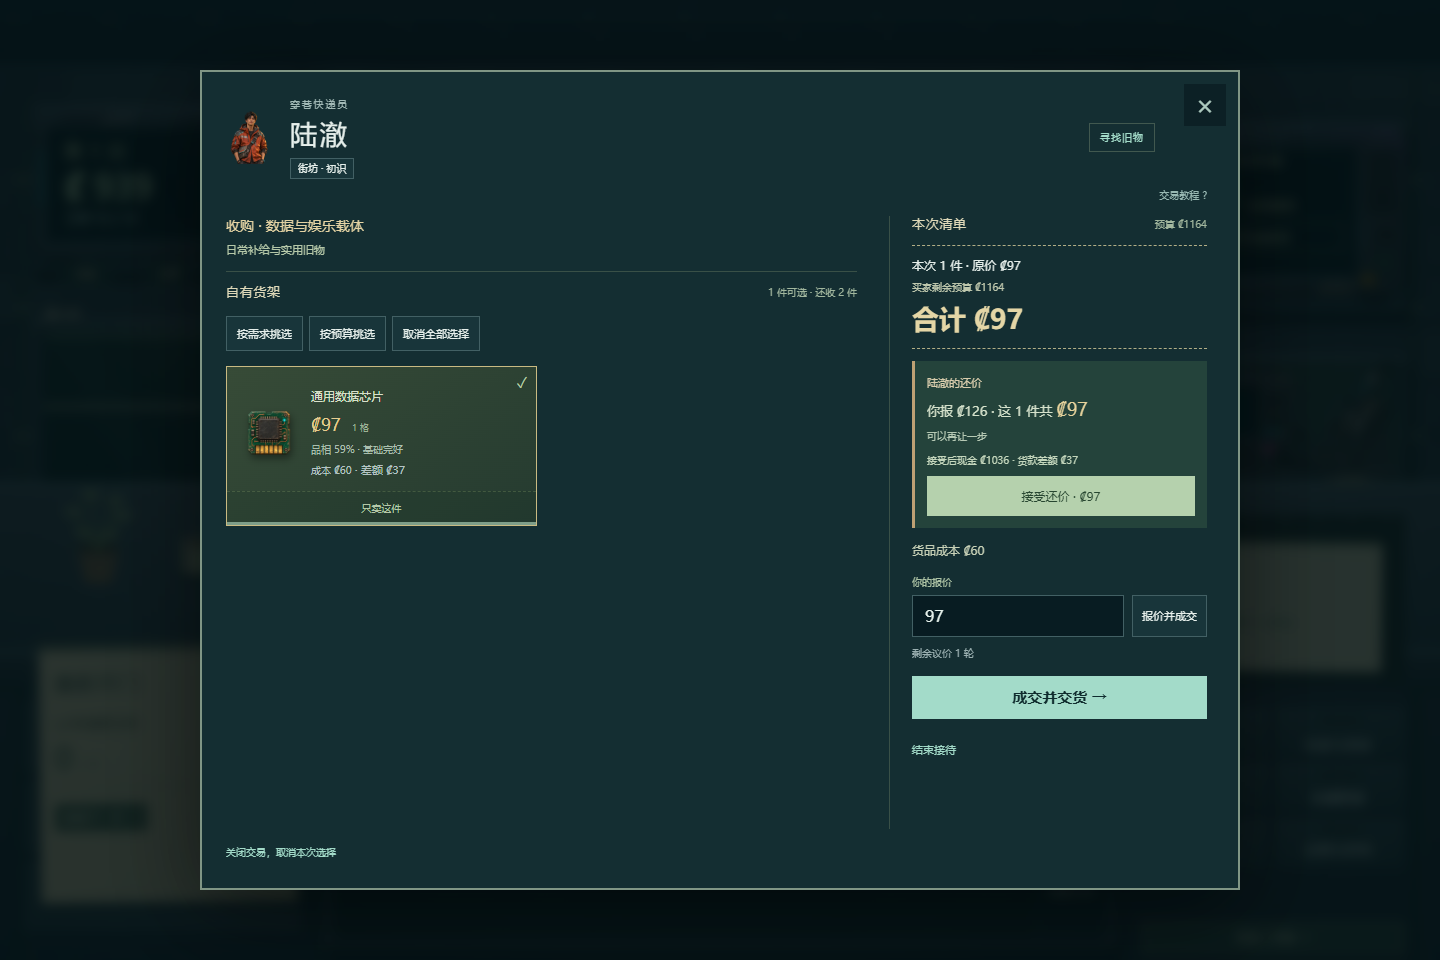 穿巷快递员
陆澈
街坊 · 初识
寻找旧物
交易教程 ?
收购 · 数据与娱乐载体
日常补给与实用旧物
自有货架
1 件可选 · 还收 2 件
按需求挑选
按预算挑选
取消全部选择
通用数据芯片
₡97 1 格
品相 59% · 基础完好
成本 ₡60 · 差额 ₡37
只卖这件
本次清单
预算 ₡1164
本次 1 件 · 原价 ₡97
买家剩余预算 ₡1164
合计 ₡97
陆澈的还价
你报 ₡126 · 这 1 件共 ₡97
可以再让一步
接受后现金 ₡1036 · 货款差额 ₡37
接受还价 · ₡97
货品成本 ₡60
你的报价
97
报价并成交
剩余议价 1 轮
成交并交货 →
结束接待
关闭交易，取消本次选择